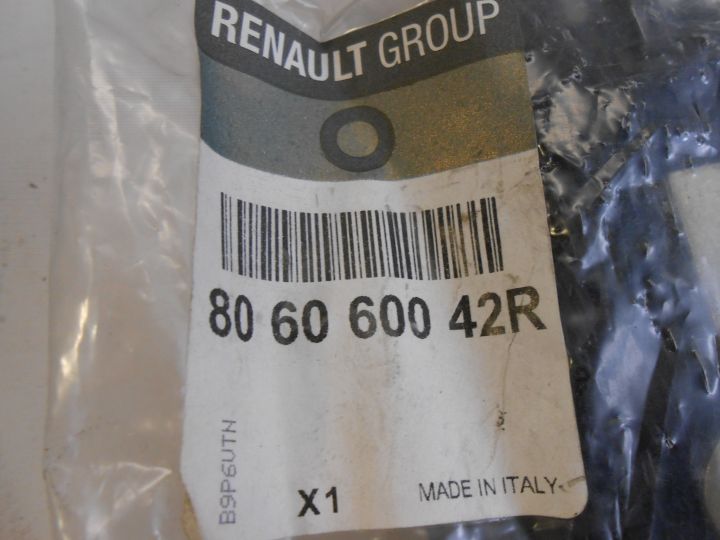 RENAULT GROUP
80 60 600 42R
B9P6UTN
X1
MADE IN ITALY